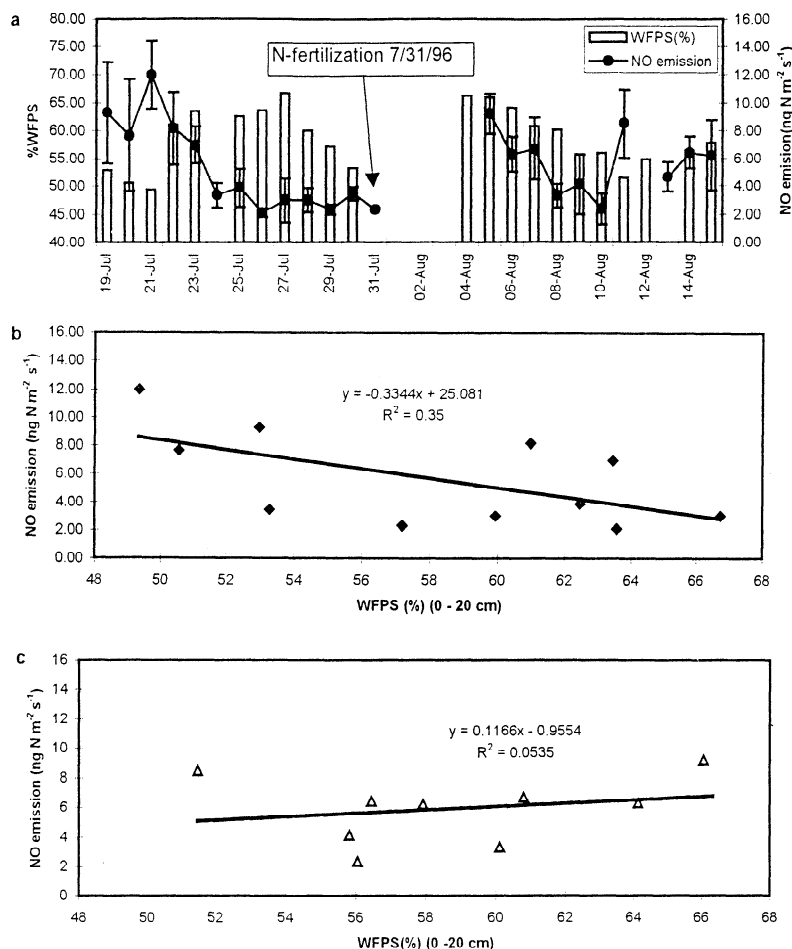 a
80.00
75.00
70.00
65.00
60.00
55.00
50.00
45.00
40.00
%WFPS
N-fertilization 7/31/96
WFPS(%)
NO emission
16.00
14.00
12.00
10.00
8.00
6.00
4.00
2.00
0.00
NO emission(ng N m-2 s-1)
19-Jul
21-Jul
23-Jul
25-Jul
27-Jul
29-Jul
31-Jul
02-Aug
04-Aug
06-Aug
08-Aug
10-Aug
12-Aug
14-Aug
b
16.00
14.00
12.00
10.00
8.00
6.00
4.00
2.00
0.00
NO emission (ng N m-2 s-1)
y = -0.3344x + 25.081
R2 = 0.35
48 50 52 54 56 58 60 62 64 66 68
WFPS (%) (0 - 20 cm)
c
16
14
12
10
8
6
4
2
0
NO emission (ng N m-2 s-1)
y = 0.1166x - 0.9554
R2 = 0.0535
48 50 52 54 56 58 60 62 64 66 68
WFPS(%) (0 -20 cm)